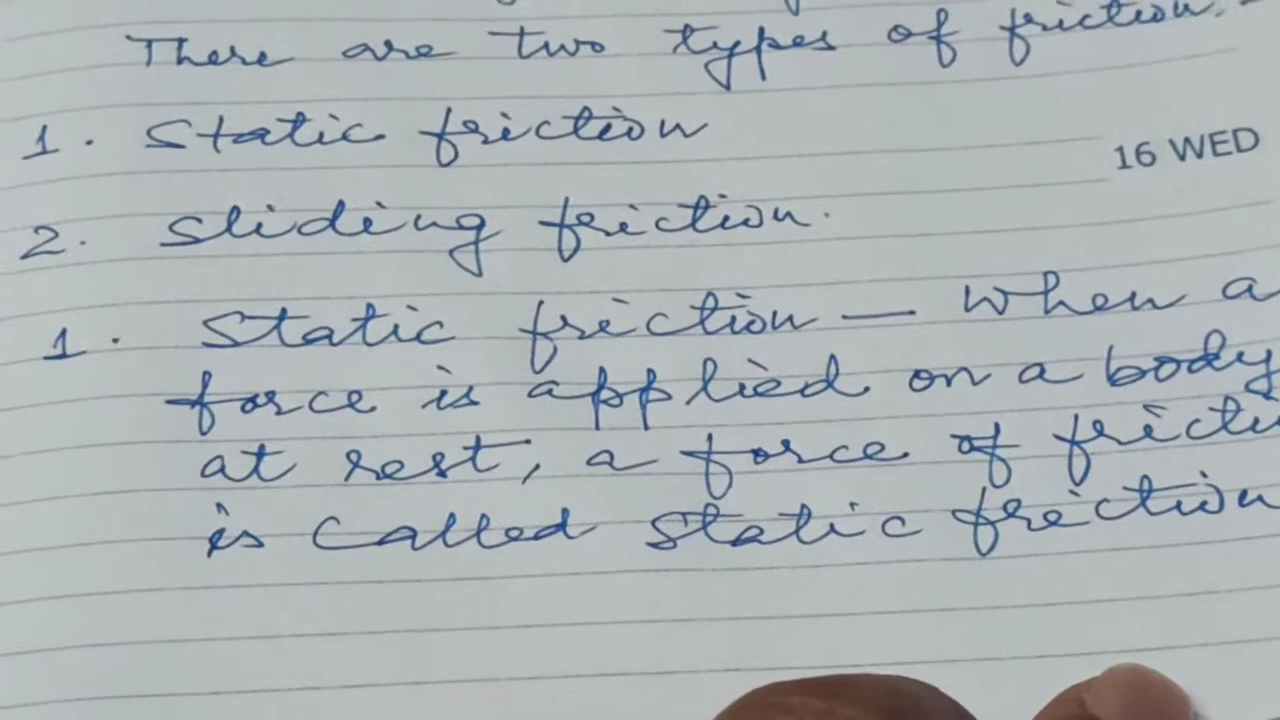 There are two types of friction.
1. Static friction
16 WED
2. Sliding friction.
1. Static friction — When a
force is applied on a body
at rest, a force of fricti
is called static friction